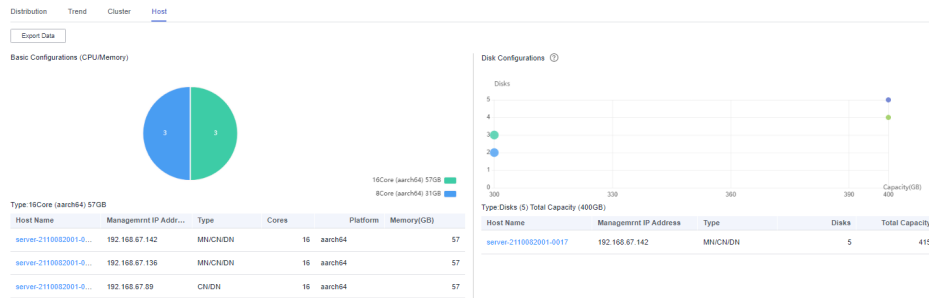 Distribution Trend Cluster Host
Export Data
Basic Configurations (CPU/Memory)
3 3
16Core (aarch64) 57GB
8Core (aarch64) 31GB
Type:16Core (aarch64) 57GB
Host Name Managemrnt IP Addr... Type Cores Platform Memory(GB)
server-2110082001-0... 192.168.67.142 MN/CN/DN 16 aarch64 57
server-2110082001-0... 192.168.67.136 MN/CN/DN 16 aarch64 57
server-2110082001-0... 192.168.67.89 CN/DN 16 aarch64 57
Disk Configurations ?
Disks
5
4
3
2
1
0
300 330 360 390 400
Capacity(GB)
Type:Disks (5) Total Capacity (400GB)
Host Name Managemrnt IP Address Type Disks Total Capacity
server-2110082001-0017 192.168.67.142 MN/CN/DN 5 415